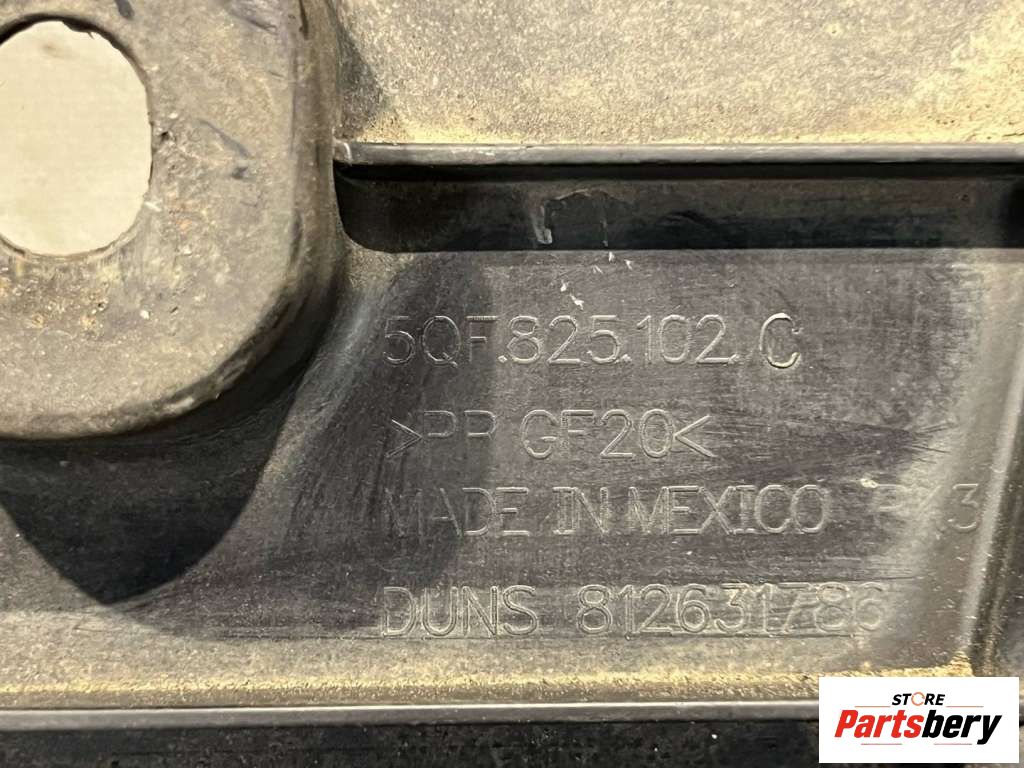 5QF.825.102. C
>PP GF20<
MADE IN MEXICO
DUNS 812631786
STORE
Partsbery